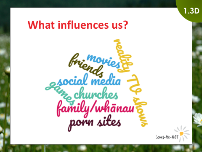 1.3D
What influences us?
reality TV shows
movies
friends
social media
games
churches
family/whānau
porn sites